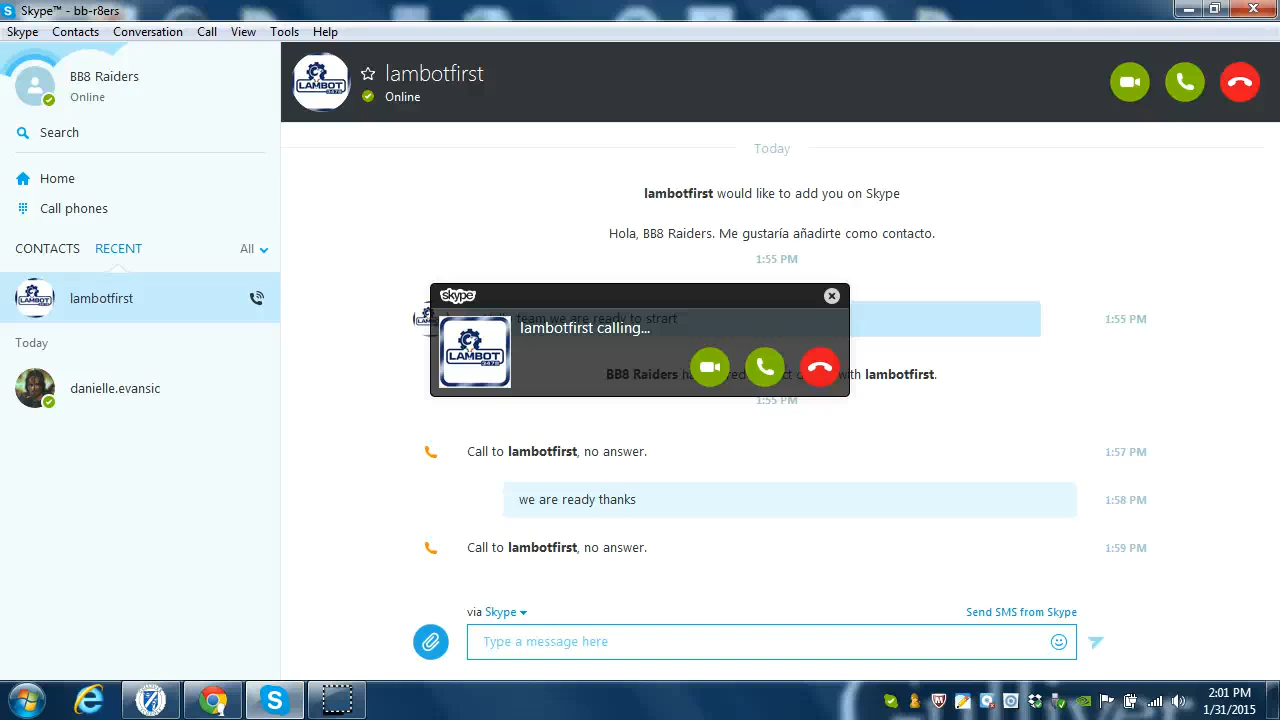 Skype™ - bb-r8ers
Skype Contacts Conversation Call View Tools Help
BB8 Raiders
Online
Search
Home
Call phones
CONTACTS RECENT All
lambotfirst
Today
danielle.evansic
lambotfirst
Online
Today
lambotfirst would like to add you on Skype
Hola, BB8 Raiders. Me gustaría añadirte como contacto.
1:55 PM
team we are ready to strart
1:55 PM
skype
lambotfirst calling...
LAMBOT
3478
BB8 Raiders
with lambotfirst.
1:55 PM
Call to lambotfirst, no answer.
1:57 PM
we are ready thanks
1:58 PM
Call to lambotfirst, no answer.
1:59 PM
via Skype
Send SMS from Skype
Type a message here
2:01 PM
1/31/2015